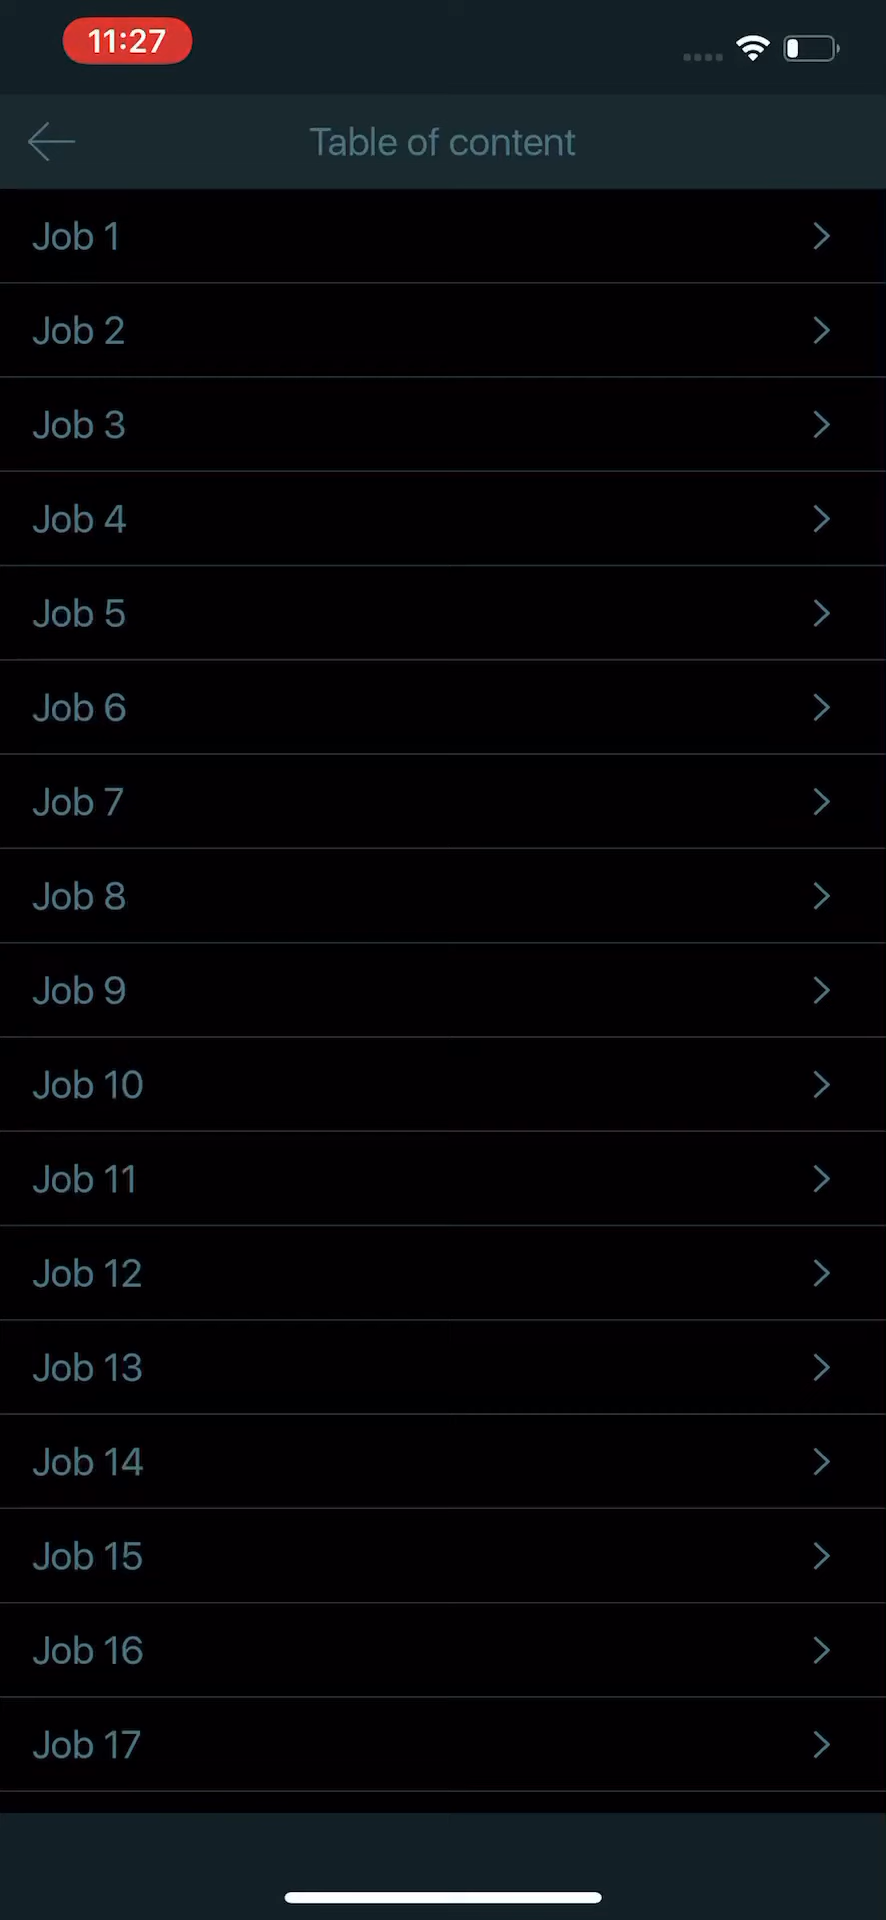 11:27
Table of content
Job 1
Job 2
Job 3
Job 4
Job 5
Job 6
Job 7
Job 8
Job 9
Job 10
Job 11
Job 12
Job 13
Job 14
Job 15
Job 16
Job 17